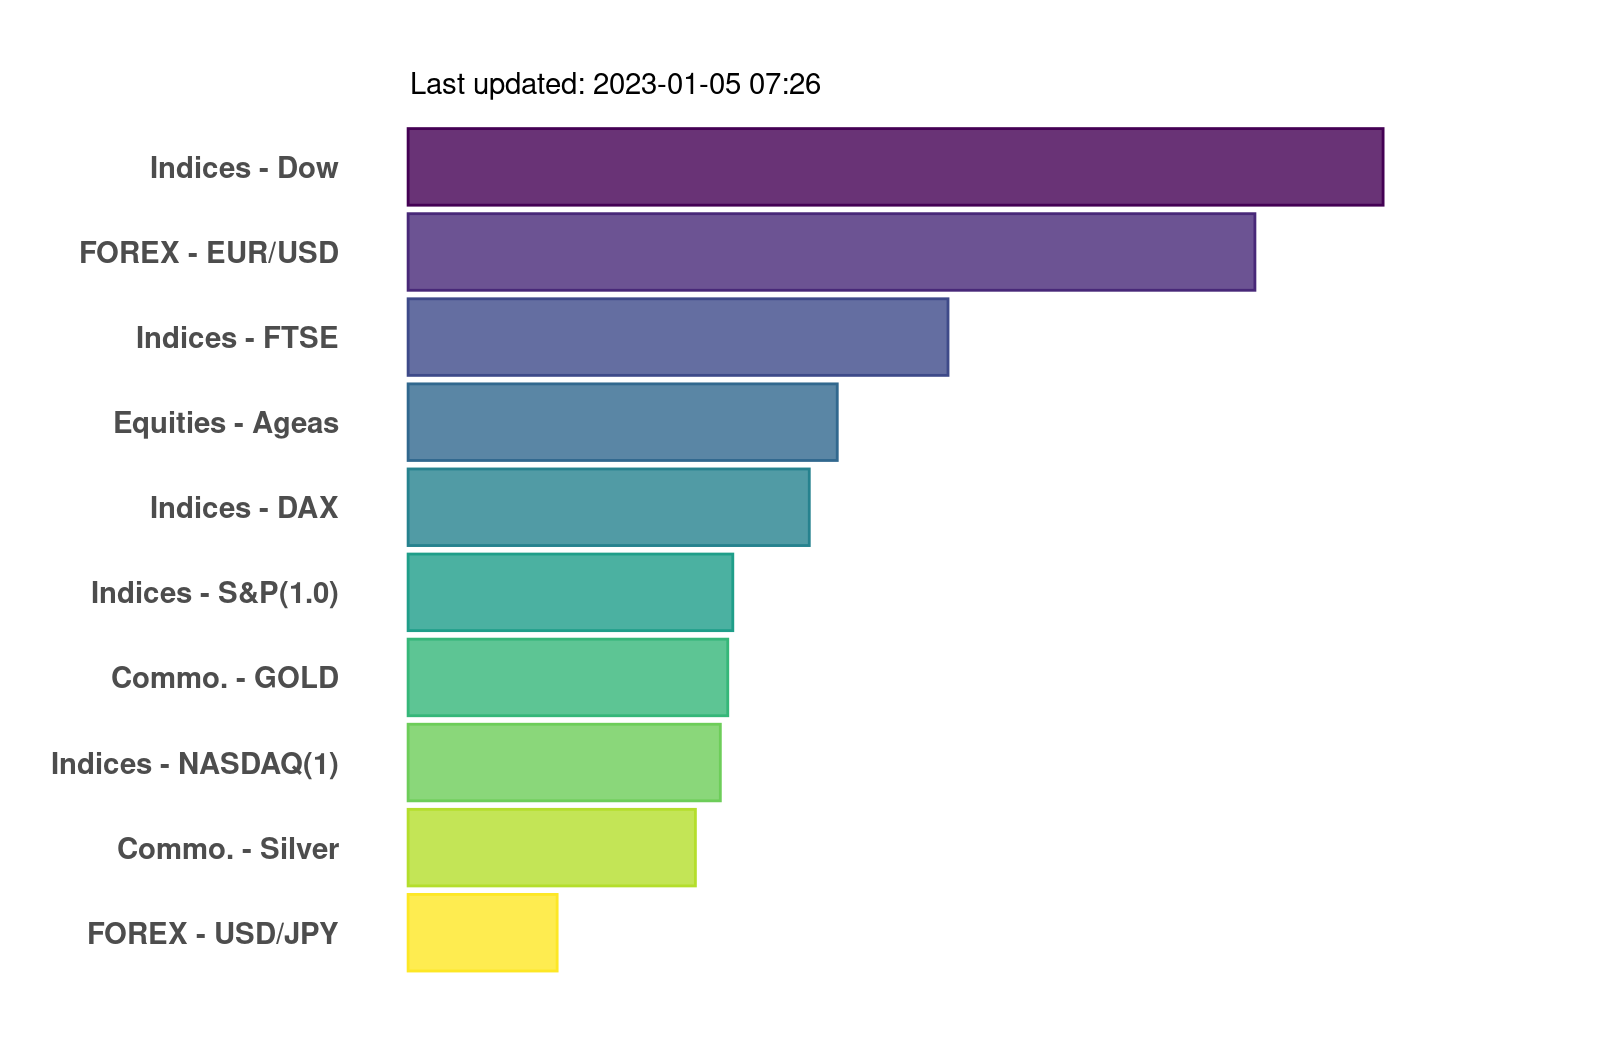 Last updated: 2023-01-05 07:26
Indices - Dow
FOREX - EUR/USD
Indices - FTSE
Equities - Ageas
Indices - DAX
Indices - S&P(1.0)
Commo. - GOLD
Indices - NASDAQ(1)
Commo. - Silver
FOREX - USD/JPY